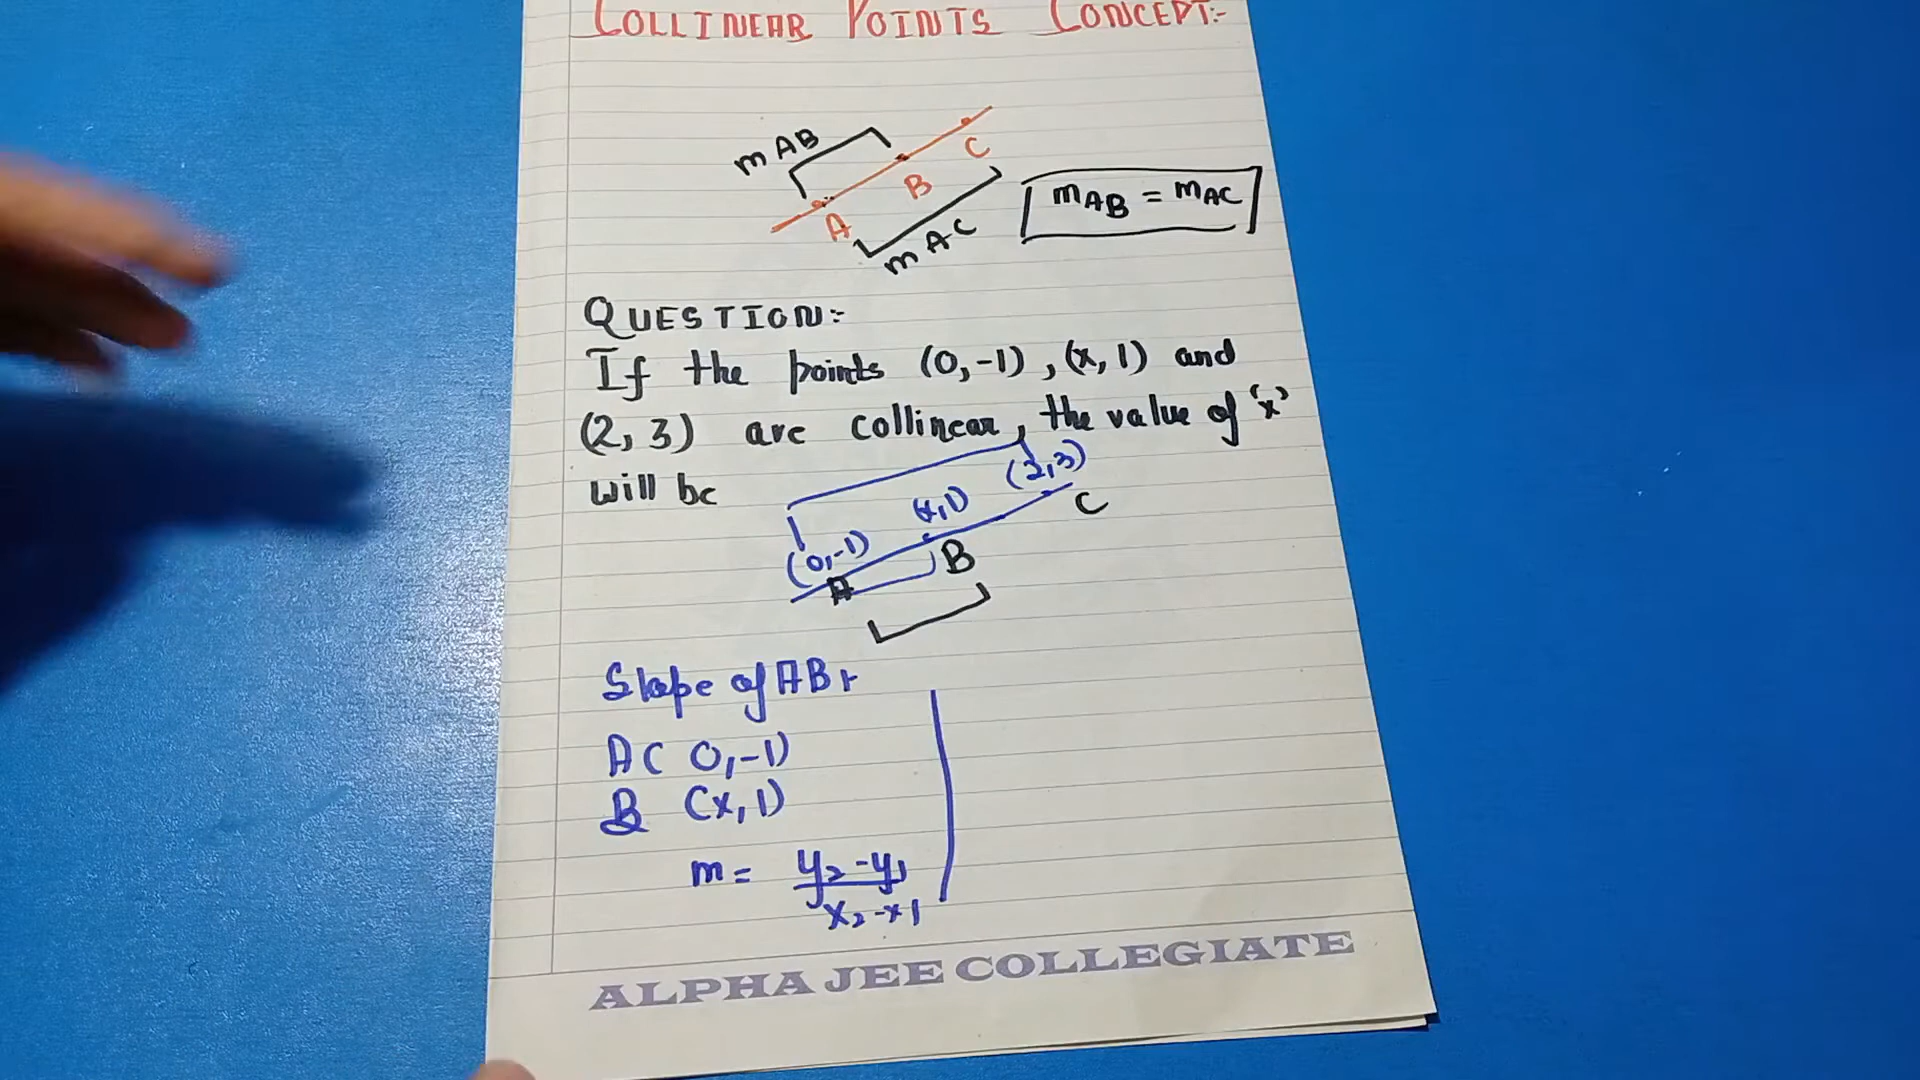 COLLINEAR POINTS CONCEPT:-
m AB
C
B
A
m AC
mAB = mAC
QUESTION:-
If the points (0,-1), (x, 1) and
(2, 3) are collinear, the value of 'x'
will be
(2,3)
(x,1)
C
(0,-1)
B
A
Slope of AB:-
A ( 0,-1)
B (x, 1)
m = y2 - y1
x2 - x1
ALPHA JEE COLLEGIATE